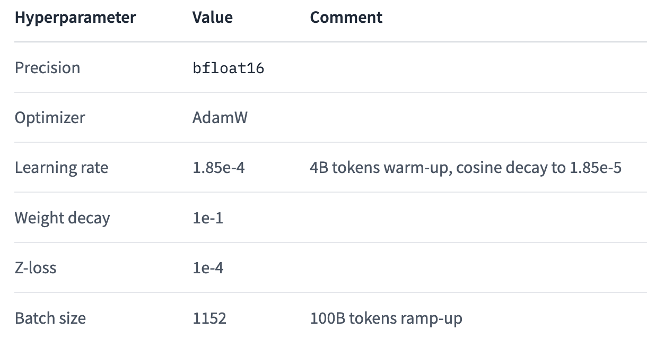 Hyperparameter Value Comment
Precision bfloat16
Optimizer AdamW
Learning rate 1.85e-4 4B tokens warm-up, cosine decay to 1.85e-5
Weight decay 1e-1
Z-loss 1e-4
Batch size 1152 100B tokens ramp-up